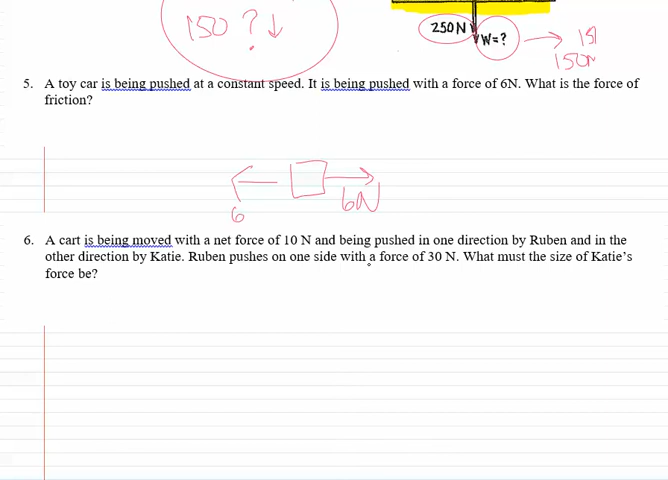 150 ? ↓
250N
W=?
150N
5. A toy car is being pushed at a constant speed. It is being pushed with a force of 6N. What is the force of
friction?
6
6N
6. A cart is being moved with a net force of 10 N and being pushed in one direction by Ruben and in the
other direction by Katie. Ruben pushes on one side with a force of 30 N. What must the size of Katie's
force be?